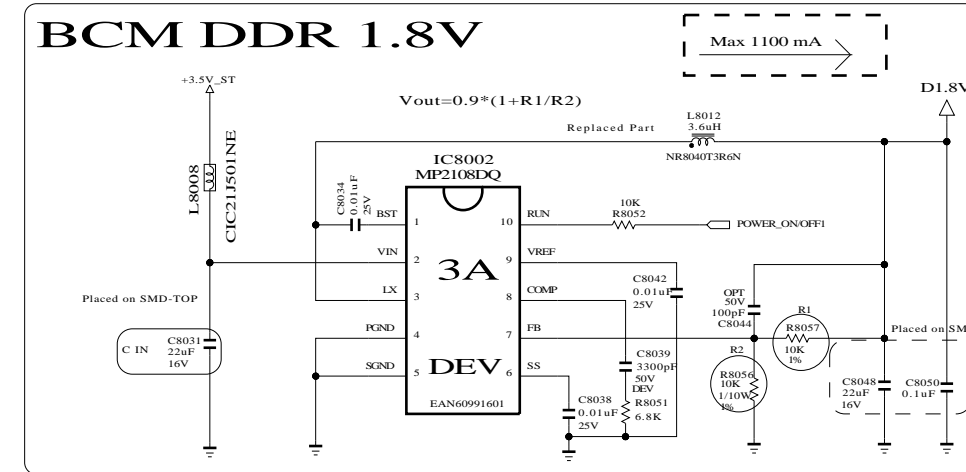 BCM DDR 1.8V
Max 1100 mA
+3.5V_ST
D1.8V
Vout=0.9*(1+R1/R2)
Replaced Part
L8012
3.6uH
NR8040T3R6N
L8008
CIC21J501NE
IC8002
MP2108DQ
C8034
0.01uF
25V
BST
1
VIN
2
LX
3
PGND
4
SGND
5
3A
DEV
EAN60991601
10
RUN
9
VREF
8
COMP
7
FB
6
SS
10K
R8052
POWER_ON/OFF1
C8042
0.01uF
25V
Placed on SMD-TOP
C IN
C8031
22uF
16V
OPT
50V
100pF
C8044
R1
R8057
10K
1%
Placed on SM
R2
R8056
10K
1/10W
1%
C8039
3300pF
50V
DEV
R8051
6.8K
C8038
0.01uF
25V
C8048
22uF
16V
C8050
0.1uF